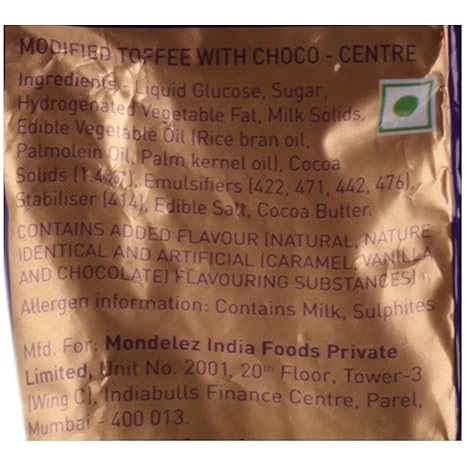 MODIFIED TOFFEE WITH CHOCO - CENTRE
Ingredients: Liquid Glucose, Sugar,
Hydrogenated Vegetable Fat, Milk Solids,
Edible Vegetable Oil (Rice bran oil,
Palmolein Oil, Palm kernel oil), Cocoa
Solids (1.4%), Emulsifiers (422, 471, 442, 476),
Stabiliser (414), Edible Salt, Cocoa Butter.
CONTAINS ADDED FLAVOUR (NATURAL, NATURE
IDENTICAL AND ARTIFICIAL (CARAMEL, VANILLA
AND CHOCOLATE) FLAVOURING SUBSTANCES)
Allergen information: Contains Milk, Sulphites
Mfd. For: Mondelez India Foods Private
Limited, Unit No. 2001, 20th Floor, Tower-3
(Wing C), Indiabulls Finance Centre, Parel,
Mumbai - 400 013.